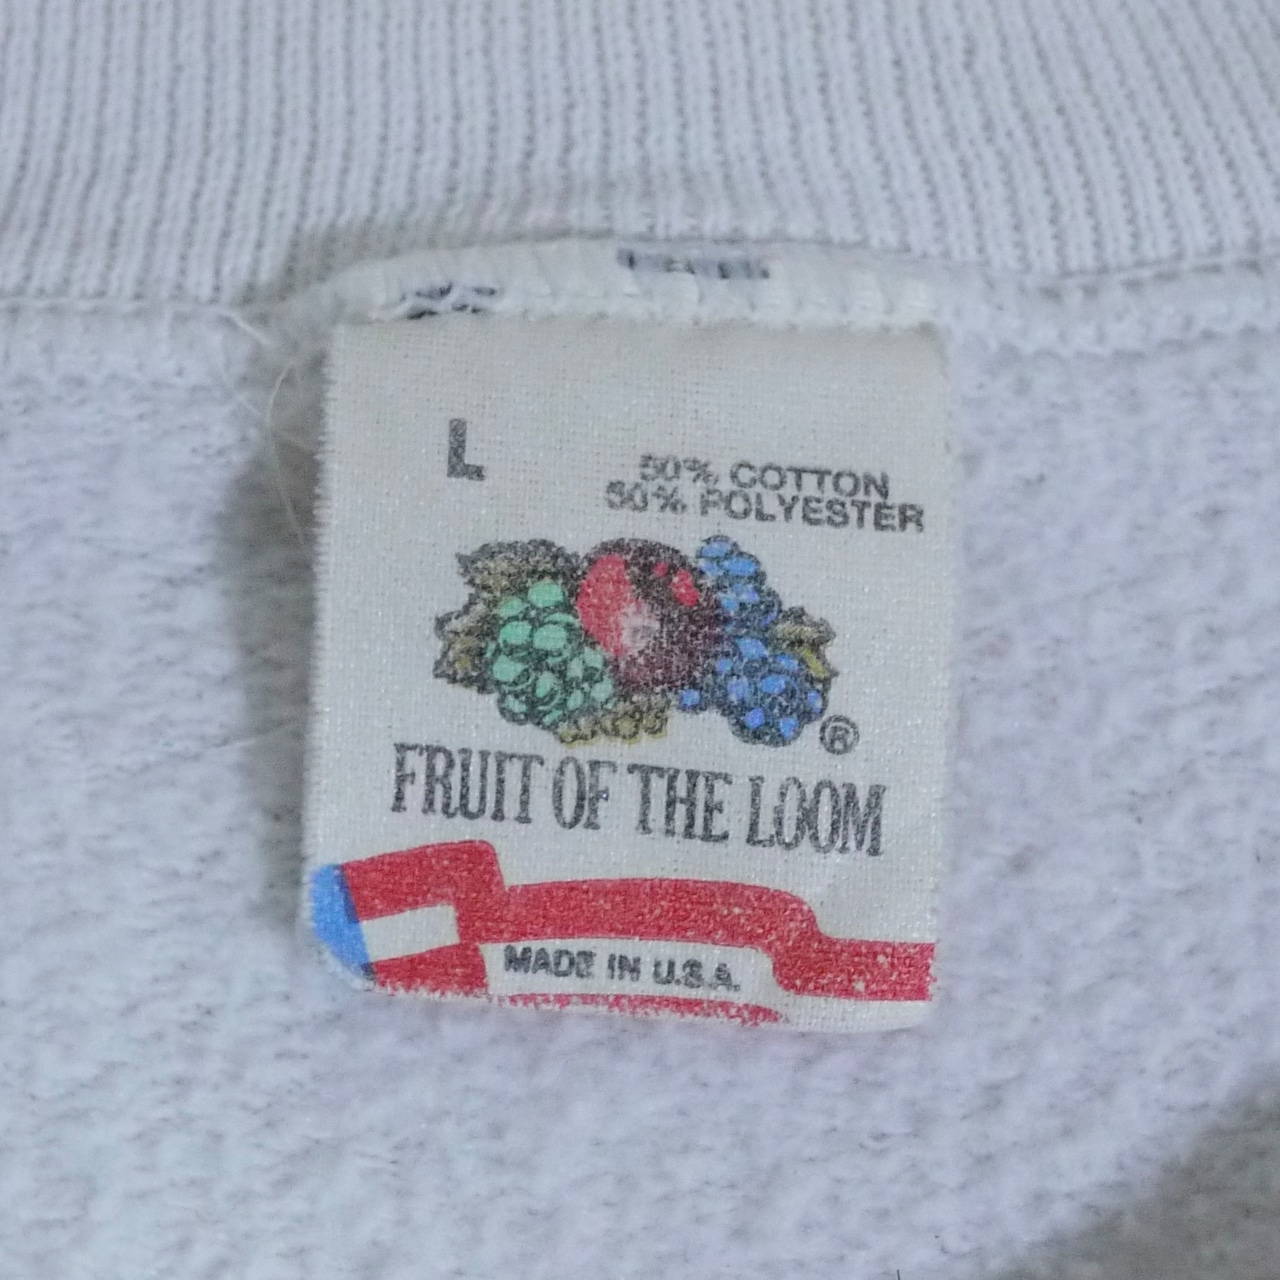 L
50% COTTON
50% POLYESTER
®
FRUIT OF THE LOOM
MADE IN U.S.A.